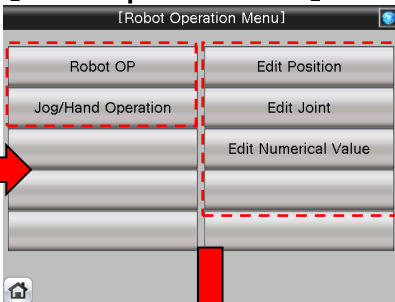 [Robot Operation Menu]
Robot OP
Edit Position
Jog/Hand Operation
Edit Joint
Edit Numerical Value